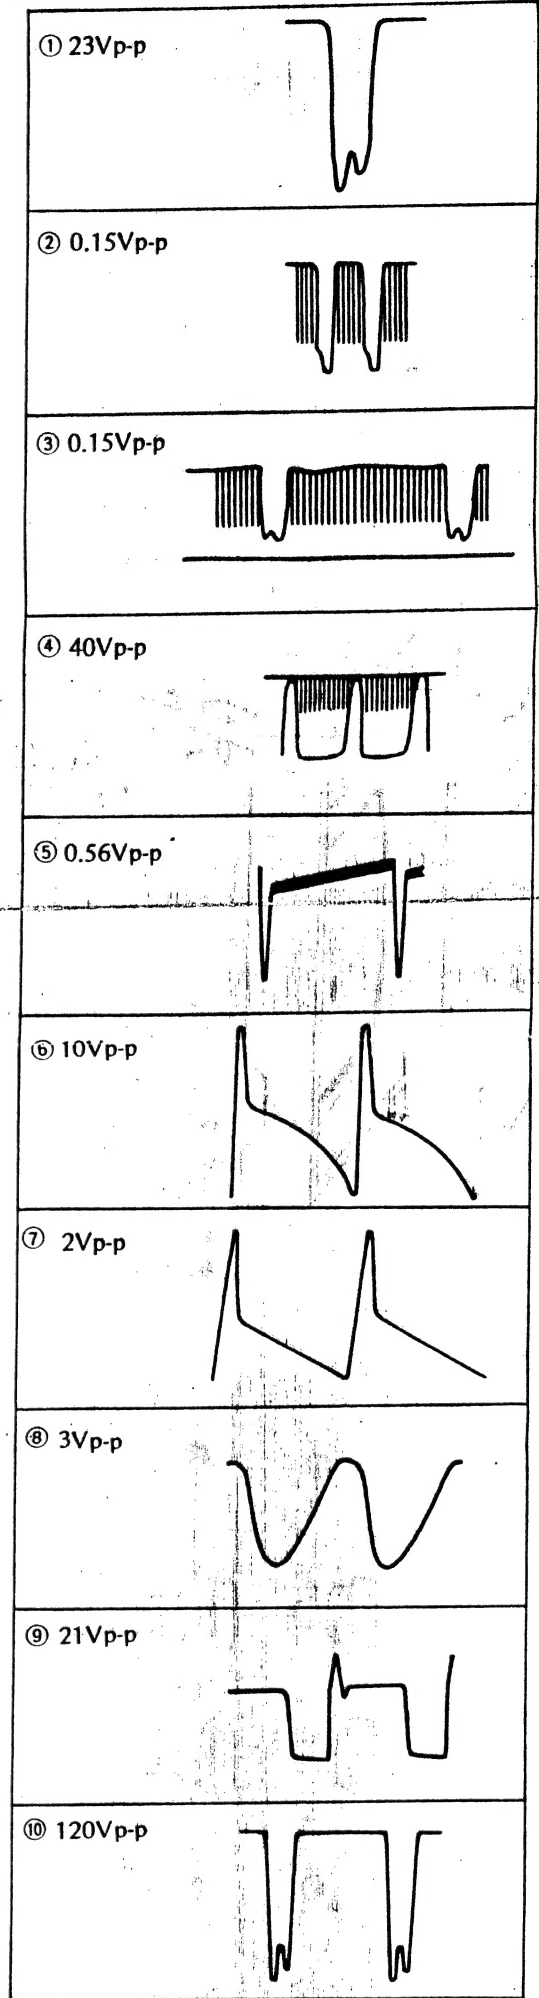 ① 23Vp-p
② 0.15Vp-p
③ 0.15Vp-p
④ 40Vp-p
⑤ 0.56Vp-p
⑥ 10Vp-p
⑦ 2Vp-p
⑧ 3Vp-p
⑨ 21Vp-p
⑩ 120Vp-p